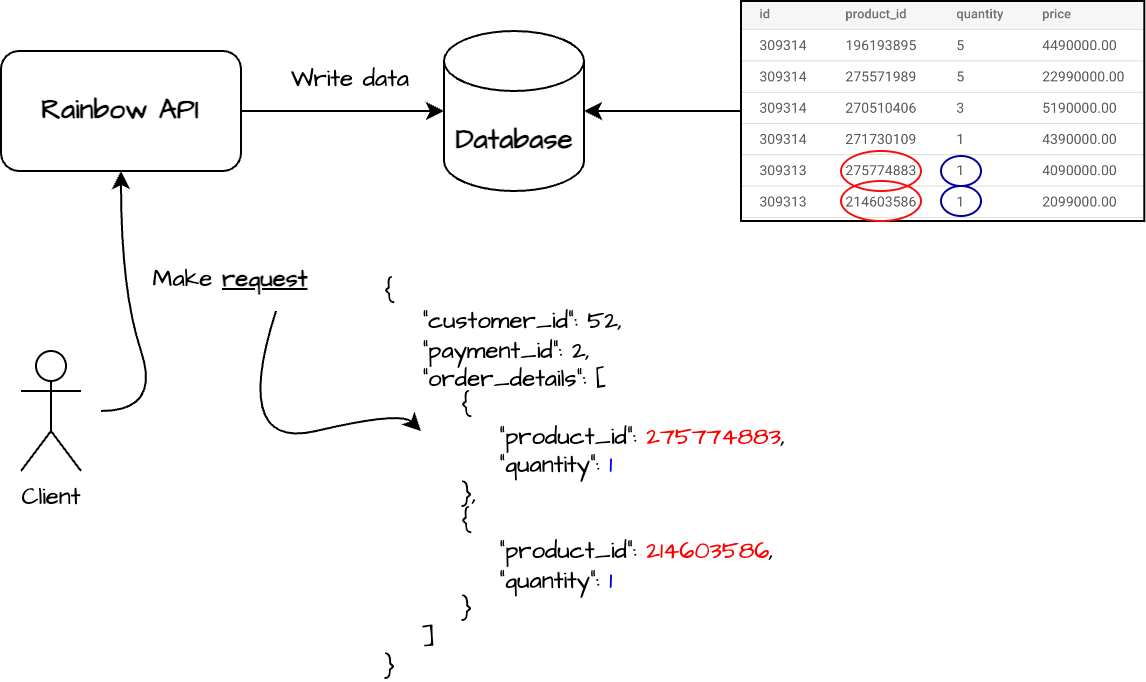 id product_id quantity price
309314 196193895 5 4490000.00
309314 275571989 5 22990000.00
309314 270510406 3 5190000.00
309314 271730109 1 4390000.00
309313 275774883 1 4090000.00
309313 214603586 1 2099000.00
Rainbow API
Write data
Database
Make request
Client
{
"customer_id": 52,
"payment_id": 2,
"order_details": [
{
"product_id": 275774883,
"quantity": 1
},
{
"product_id": 214603586,
"quantity": 1
}
]
}